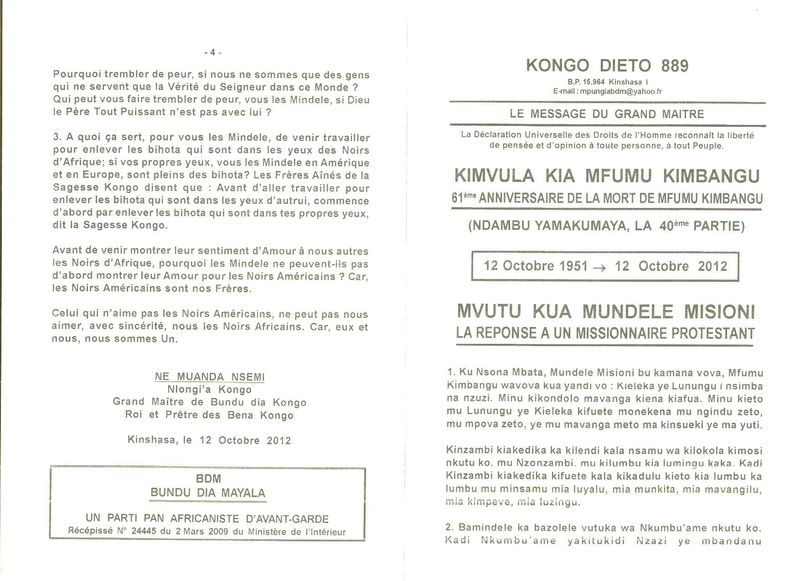 - 4 -
Pourquoi trembler de peur, si nous ne sommes que des gens
qui ne servent que la Vérité du Seigneur dans ce Monde ?
Qui peut vous faire trembler de peur, vous les Mindele, si Dieu
le Père Tout Puissant n'est pas avec lui ?
3. A quoi ça sert, pour vous les Mindele, de venir travailler
pour enlever les bihota qui sont dans les yeux des Noirs
d'Afrique; si vos propres yeux, vous les Mindele en Amérique
et en Europe, sont pleins des bihota? Les Frères Aînés de la
Sagesse Kongo disent que : Avant d'aller travailler pour
enlever les bihota qui sont dans les yeux d'autrui, commence
d'abord par enlever les bihota qui sont dans tes propres yeux,
dit la Sagesse Kongo.
Avant de venir montrer leur sentiment d'Amour à nous autres
les Noirs d'Afrique, pourquoi les Mindele ne peuvent-ils pas
d'abord montrer leur Amour pour les Noirs Américains ? Car,
les Noirs Américains sont nos Frères.
Celui qui n'aime pas les Noirs Américains, ne peut pas nous
aimer, avec sincérité, nous les Noirs Africains. Car, eux et
nous, nous sommes Un.
NE MUANDA NSEMI
Nlongi'a Kongo
Grand Maître de Bundu dia Kongo
Roi et Prêtre des Bena Kongo
Kinshasa, le 12 Octobre 2012
BDM
BUNDU DIA MAYALA
UN PARTI PAN AFRICANISTE D'AVANT-GARDE
Récépissé N° 24445 du 2 Mars 2009 du Ministère de l'Intérieur
KONGO DIETO 889
B.P. 15.964 Kinshasa I
E-mail : mpungiabdm@yahoo.fr
LE MESSAGE DU GRAND MAITRE
La Déclaration Universelle des Droits de l'Homme reconnaît la liberté
de pensée et d'opinion à toute personne, à tout Peuple.
KIMVULA KIA MFUMU KIMBANGU
61ème ANNIVERSAIRE DE LA MORT DE MFUMU KIMBANGU
(NDAMBU YAMAKUMAYA, LA 40ème PARTIE)
12 Octobre 1951 → 12 Octobre 2012
MVUTU KUA MUNDELE MISIONI
LA REPONSE A UN MISSIONNAIRE PROTESTANT
1. Ku Nsona Mbata, Mundele Misioni bu kamana vova, Mfumu
Kimbangu wavova kua yandi vo : Kieleka ye Lunungu i nsimba
na nzuzi. Minu kikondolo mavanga kiena kiafua. Minu kieto
mu Lunungu ye Kieleka kifuete monekena mu ngindu zeto,
mu mpova zeto, ye mu mavanga meto ma kinsueki ye ma yuti.
Kinzambi kiakedika ka kilendi kala nsamu wa kilokola kimosi
nkutu ko, mu Nzonzambi, mu kilumbu kia lumingu kaka. Kadi
Kinzambi kiakedika kifuete kala kikadulu kieto kia lumbu ka
lumbu mu minsamu mia luyalu, mia munkita, mia mavangilu,
mia kimpeve, mia luzingu.
2. Bamindele ka bazolele vutuka wa Nkumbu'ame nkutu ko.
Kadi Nkumbu'ame yakitukidi Nzazi ye mbandanu